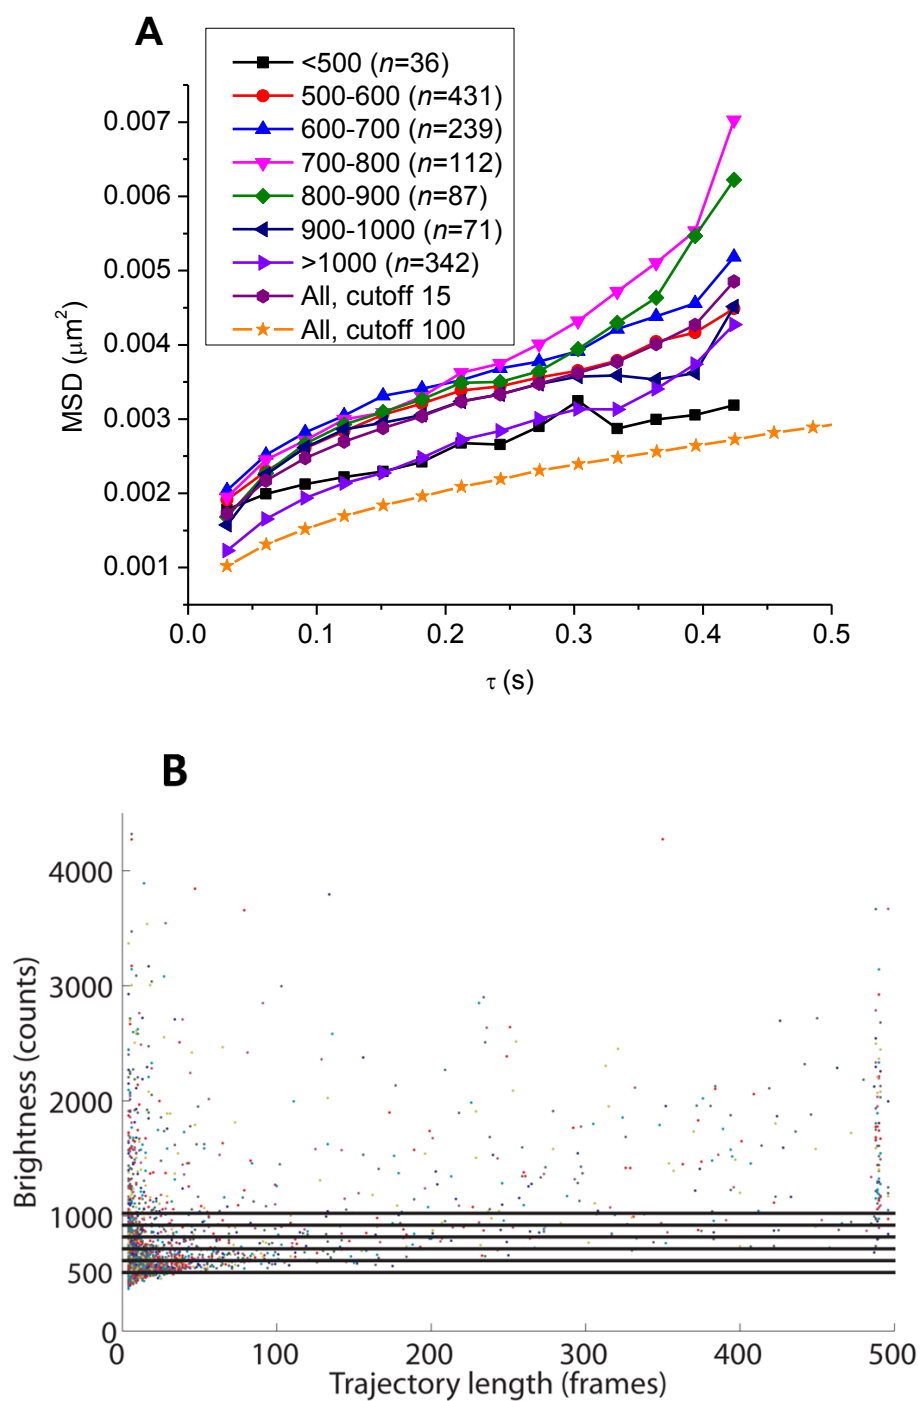 A
<500 (n=36)
500-600 (n=431)
600-700 (n=239)
700-800 (n=112)
800-900 (n=87)
900-1000 (n=71)
>1000 (n=342)
All, cutoff 15
All, cutoff 100
0.007
0.006
0.005
0.004
0.003
0.002
0.001
MSD (μm²)
0.0 0.1 0.2 0.3 0.4 0.5
τ (s)
B
4000
3000
2000
1000
500
0
Brightness (counts)
0 100 200 300 400 500
Trajectory length (frames)